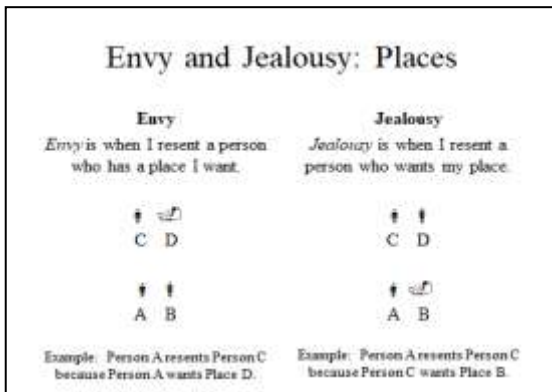 Envy and Jealousy: Places
Envy
Envy is when I resent a person
who has a place I want.
C D
A B
Example: Person A resents Person C
because Person A wants Place D.
Jealousy
Jealousy is when I resent a
person who wants my place.
C D
A B
Example: Person A resents Person C
because Person C wants Place B.